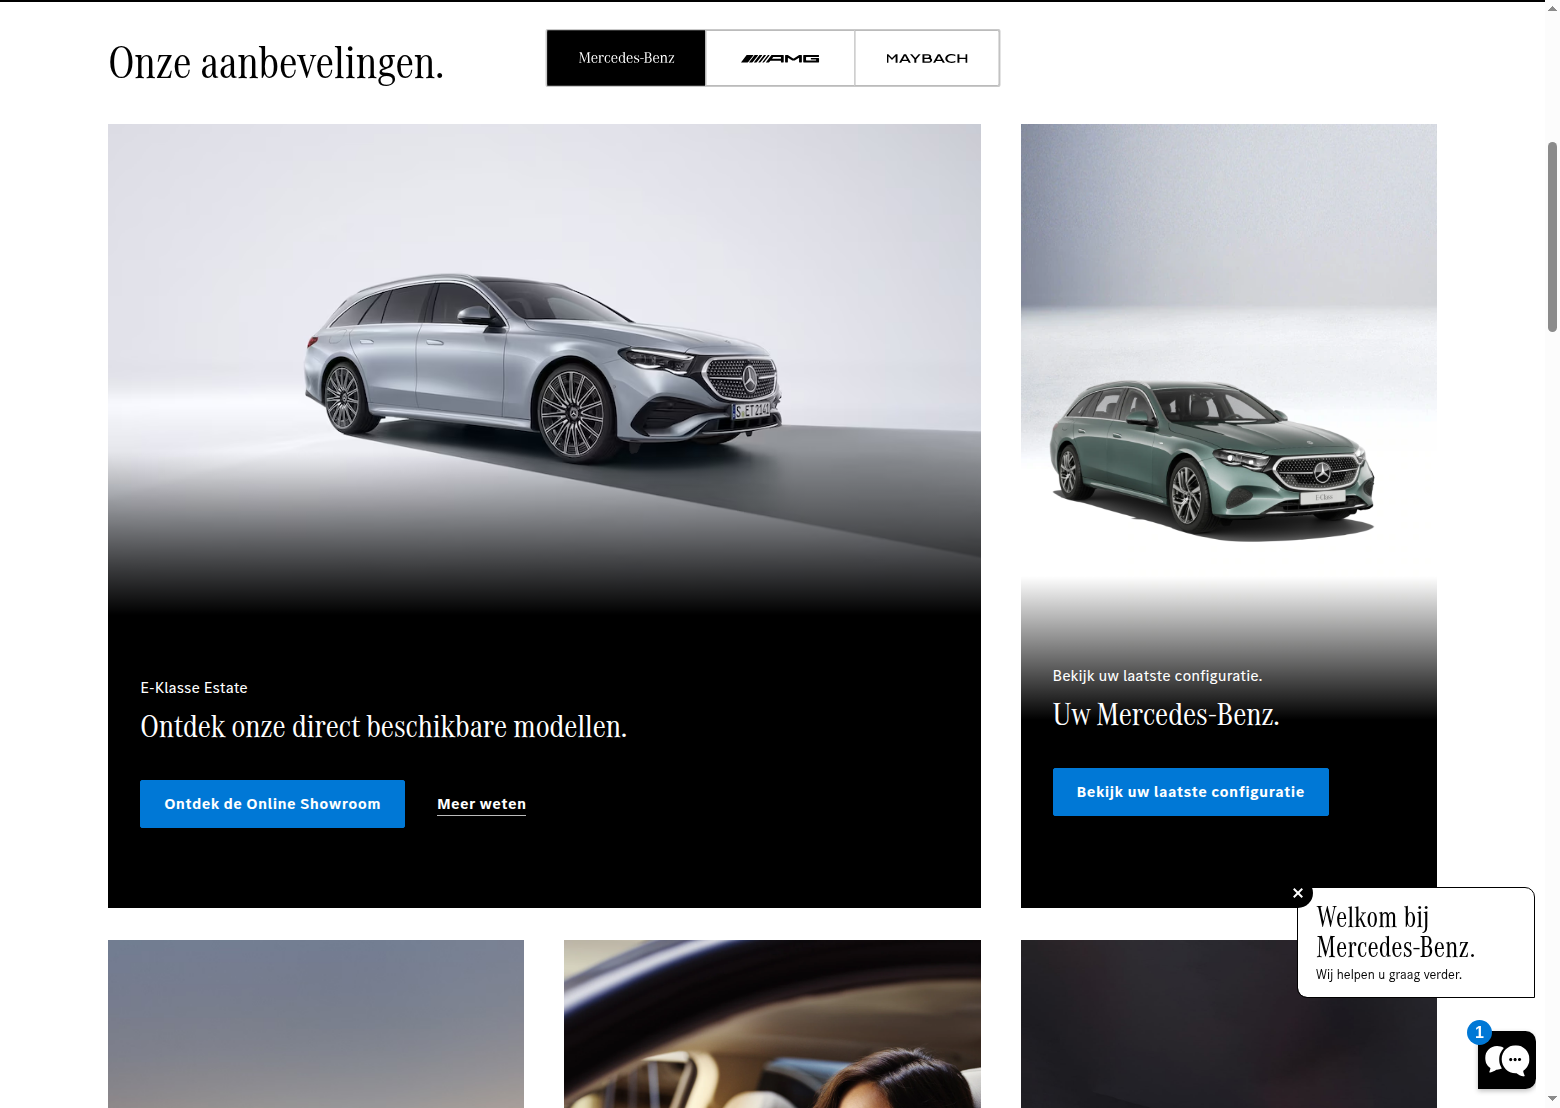 Onze aanbevelingen.
Mercedes-Benz
AMG
MAYBACH
S ET 2140
E-Klasse Estate
Ontdek onze direct beschikbare modellen.
Ontdek de Online Showroom
Meer weten
E-Class
Bekijk uw laatste configuratie.
Uw Mercedes-Benz.
Bekijk uw laatste configuratie
Welkom bij
Mercedes-Benz.
Wij helpen u graag verder.
1